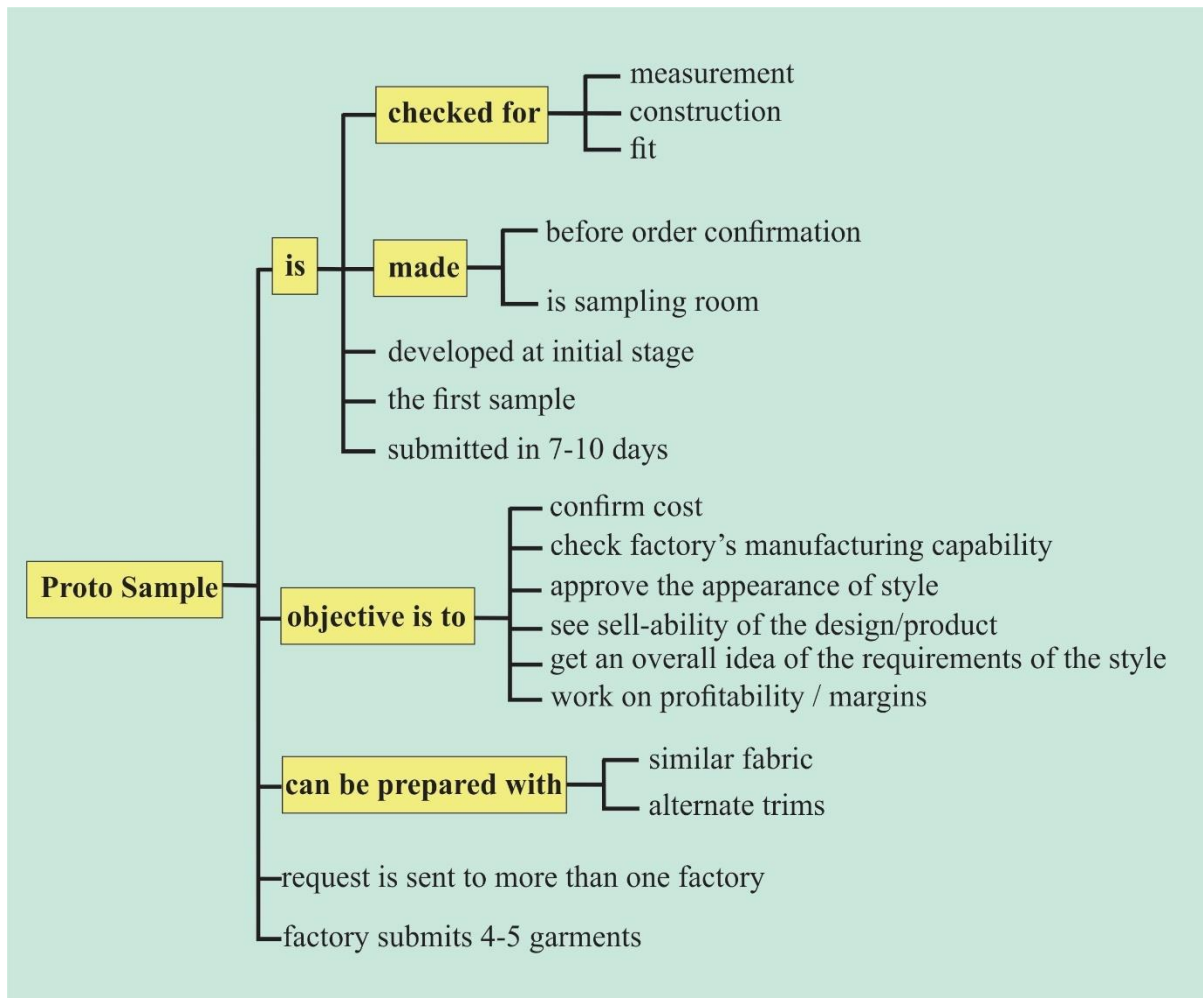 checked for
measurement
construction
fit
is
made
before order confirmation
is sampling room
developed at initial stage
the first sample
submitted in 7-10 days
Proto Sample
objective is to
confirm cost
check factory’s manufacturing capability
approve the appearance of style
see sell-ability of the design/product
get an overall idea of the requirements of the style
work on profitability / margins
can be prepared with
similar fabric
alternate trims
request is sent to more than one factory
factory submits 4-5 garments